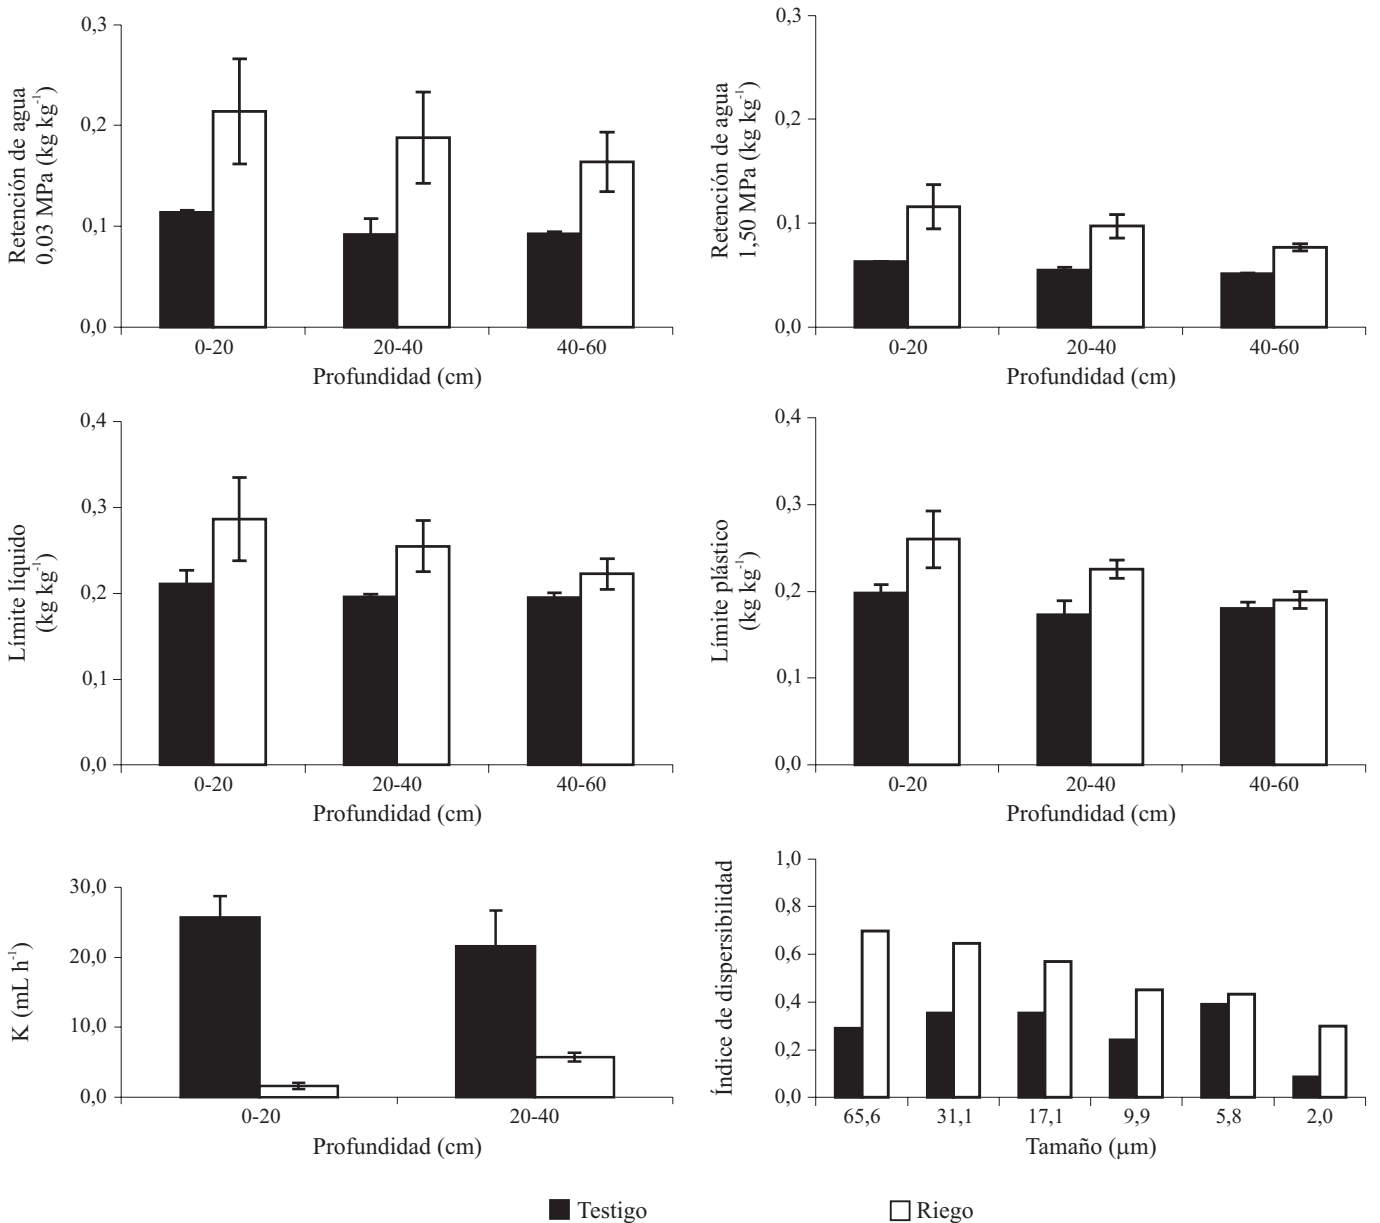 Retención de agua
0,03 MPa (kg kg⁻¹)
0,3
0,2
0,1
0,0
0-20
20-40
40-60
Profundidad (cm)
Retención de agua
1,50 MPa (kg kg⁻¹)
0,3
0,2
0,1
0,0
0-20
20-40
40-60
Profundidad (cm)
Límite líquido
(kg kg⁻¹)
0,4
0,3
0,2
0,1
0,0
0-20
20-40
40-60
Profundidad (cm)
Límite plástico
(kg kg⁻¹)
0,4
0,3
0,2
0,1
0,0
0-20
20-40
40-60
Profundidad (cm)
K (mL h⁻¹)
30,0
20,0
10,0
0,0
0-20
20-40
Profundidad (cm)
Índice de dispersibilidad
1,0
0,8
0,6
0,4
0,2
0,0
65,6
31,1
17,1
9,9
5,8
2,0
Tamaño (µm)
Testigo
Riego